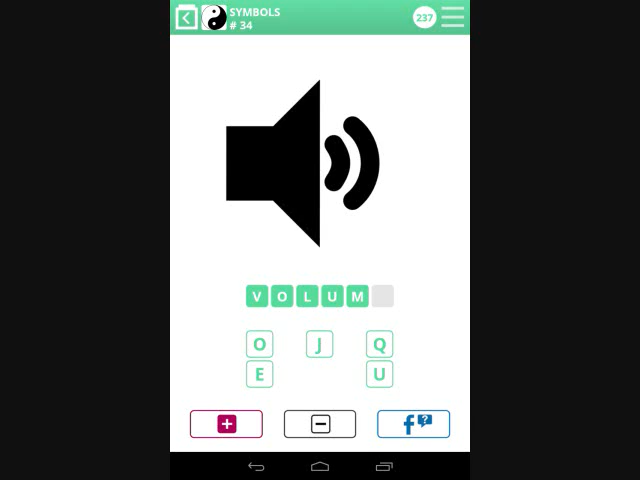 SYMBOLS
# 34
237
V O L U M
O J Q
E U
+ - f ?